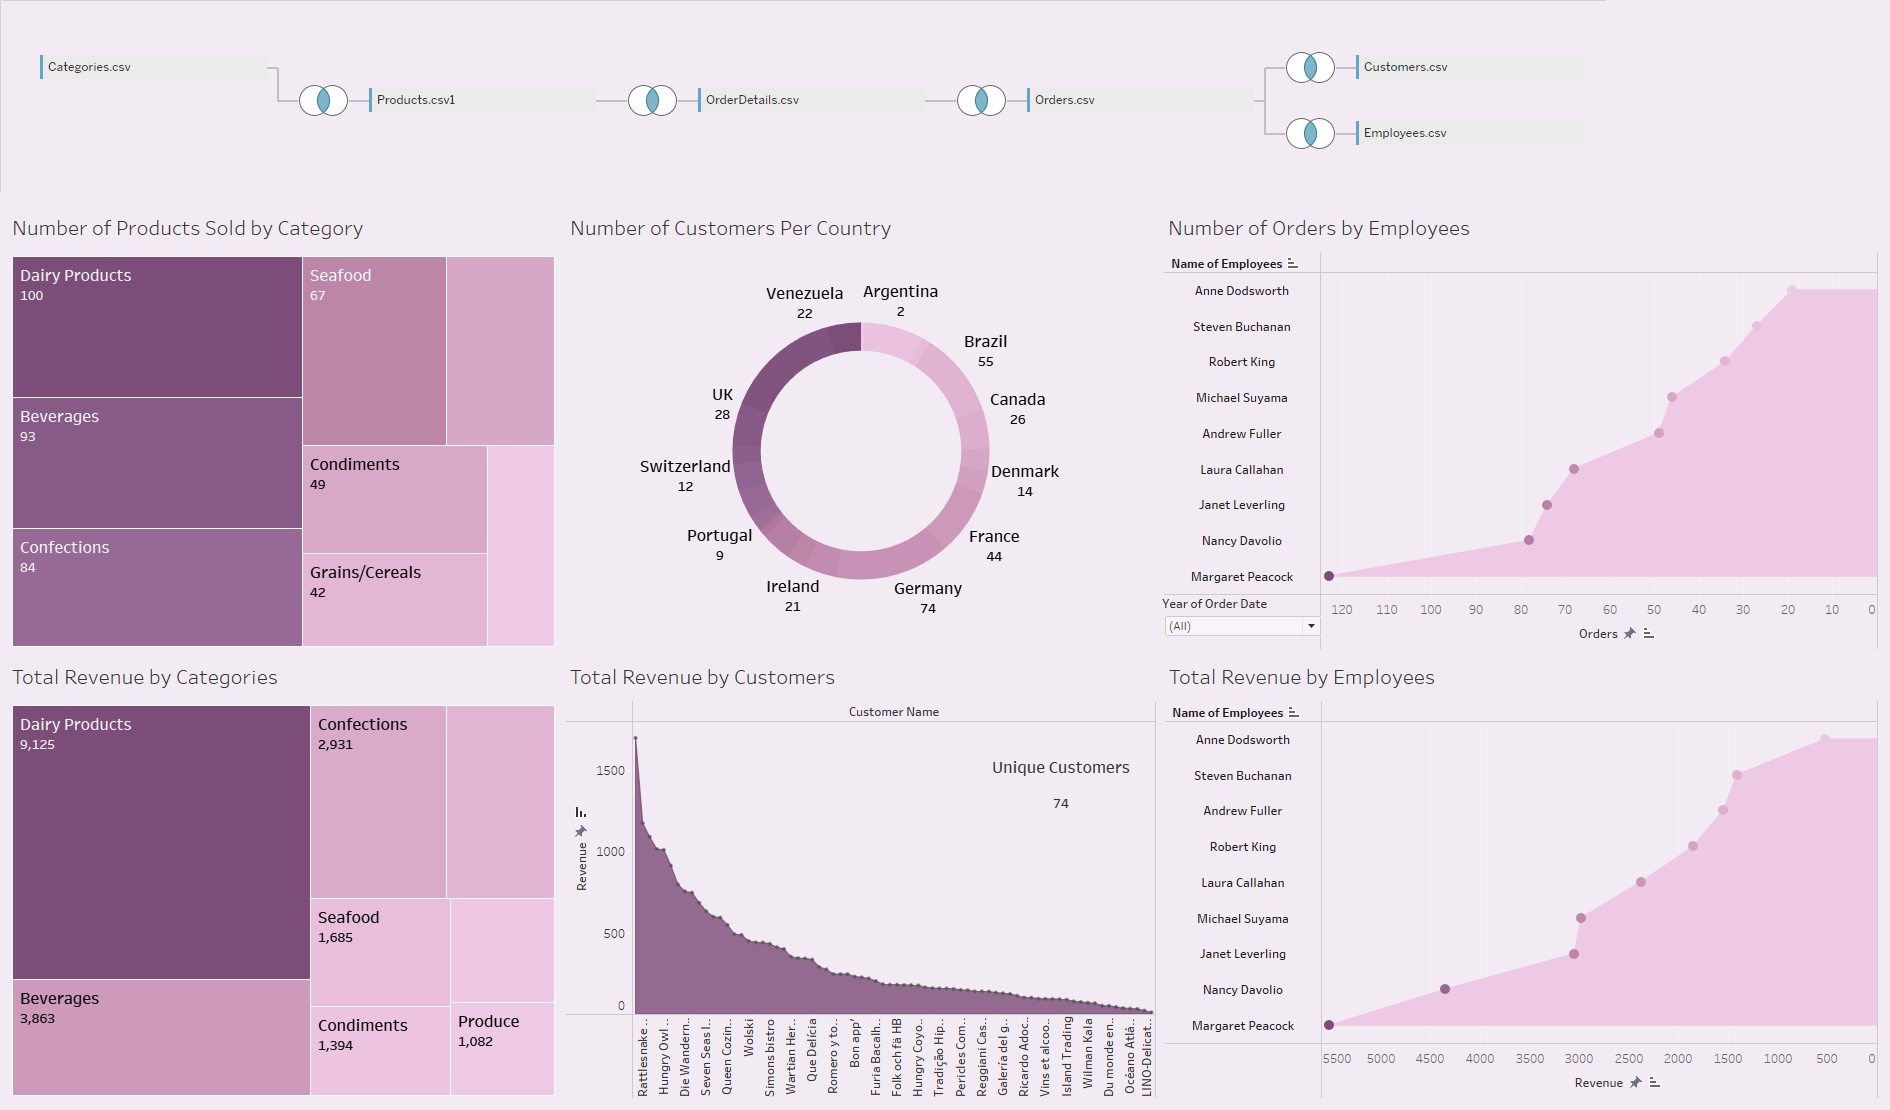 Categories.csv
Products.csv1
OrderDetails.csv
Orders.csv
Customers.csv
Employees.csv
Number of Products Sold by Category
Dairy Products
100
Beverages
93
Confections
84
Seafood
67
Condiments
49
Grains/Cereals
42
Number of Customers Per Country
Venezuela
22
Argentina
2
Brazil
55
UK
28
Canada
26
Switzerland
12
Denmark
14
Portugal
9
France
44
Ireland
21
Germany
74
Number of Orders by Employees
Name of Employees
Anne Dodsworth
Steven Buchanan
Robert King
Michael Suyama
Andrew Fuller
Laura Callahan
Janet Leverling
Nancy Davolio
Margaret Peacock
Year of Order Date
(All)
120 110 100 90 80 70 60 50 40 30 20 10 0
Orders
Total Revenue by Categories
Dairy Products
9,125
Beverages
3,863
Confections
2,931
Seafood
1,685
Condiments
1,394
Produce
1,082
Total Revenue by Customers
Customer Name
Unique Customers
74
Revenue
1500
1000
500
0
Rattlesnake ..
Hungry Owl ..
Die Wandern..
Seven Seas I..
Queen Cozin..
Wolski
Simons bistro
Wartian Her..
Que Delícia
Romero y to..
Bon app'
Furia Bacalh..
Folk och fä HB
Hungry Coyo..
Tradição Hip..
Pericles Com..
Reggiani Cas..
Galería del g..
Ricardo Adoc..
Vins et alcoo..
Island Trading
Wilman Kala
Du monde en..
Océano Atlá..
LINO-Delicat..
Total Revenue by Employees
Name of Employees
Anne Dodsworth
Steven Buchanan
Andrew Fuller
Robert King
Laura Callahan
Michael Suyama
Janet Leverling
Nancy Davolio
Margaret Peacock
5500 5000 4500 4000 3500 3000 2500 2000 1500 1000 500 0
Revenue